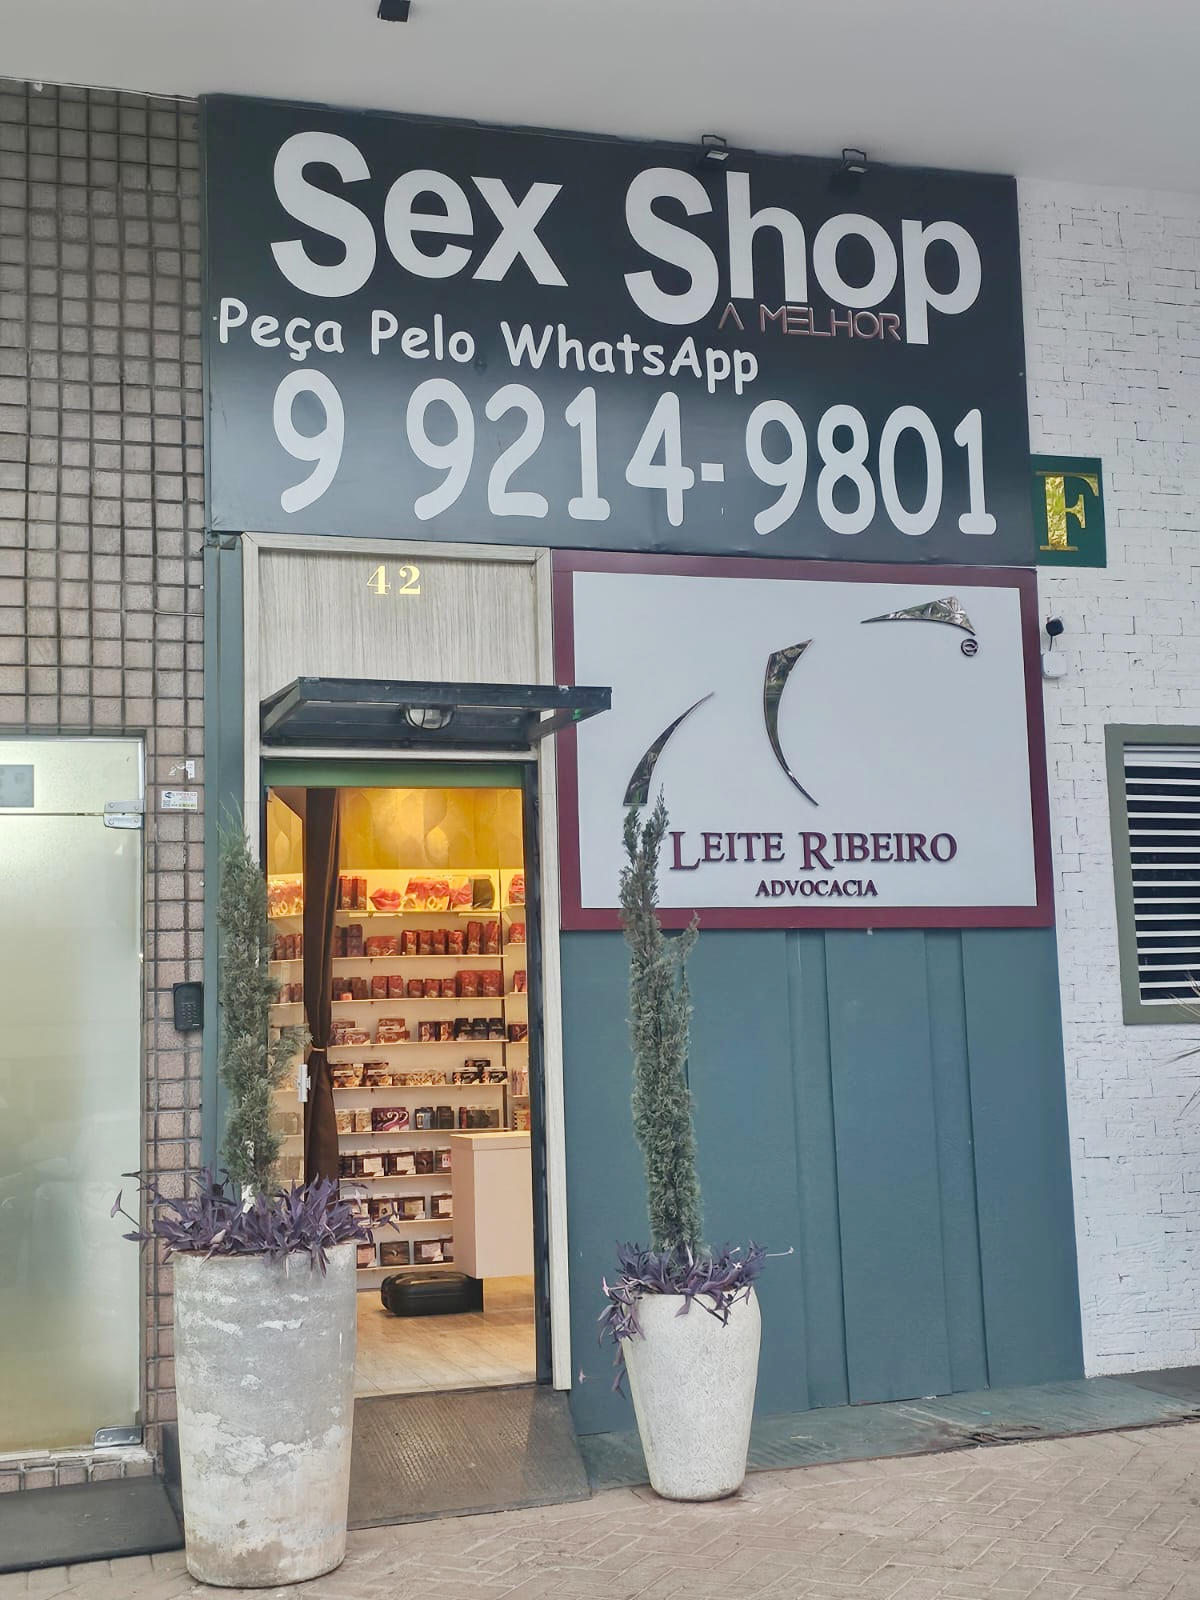 Sex Shop
A MELHOR
Peça Pelo WhatsApp
9 9214-9801
F
42
LEITE RIBEIRO
ADVOCACIA